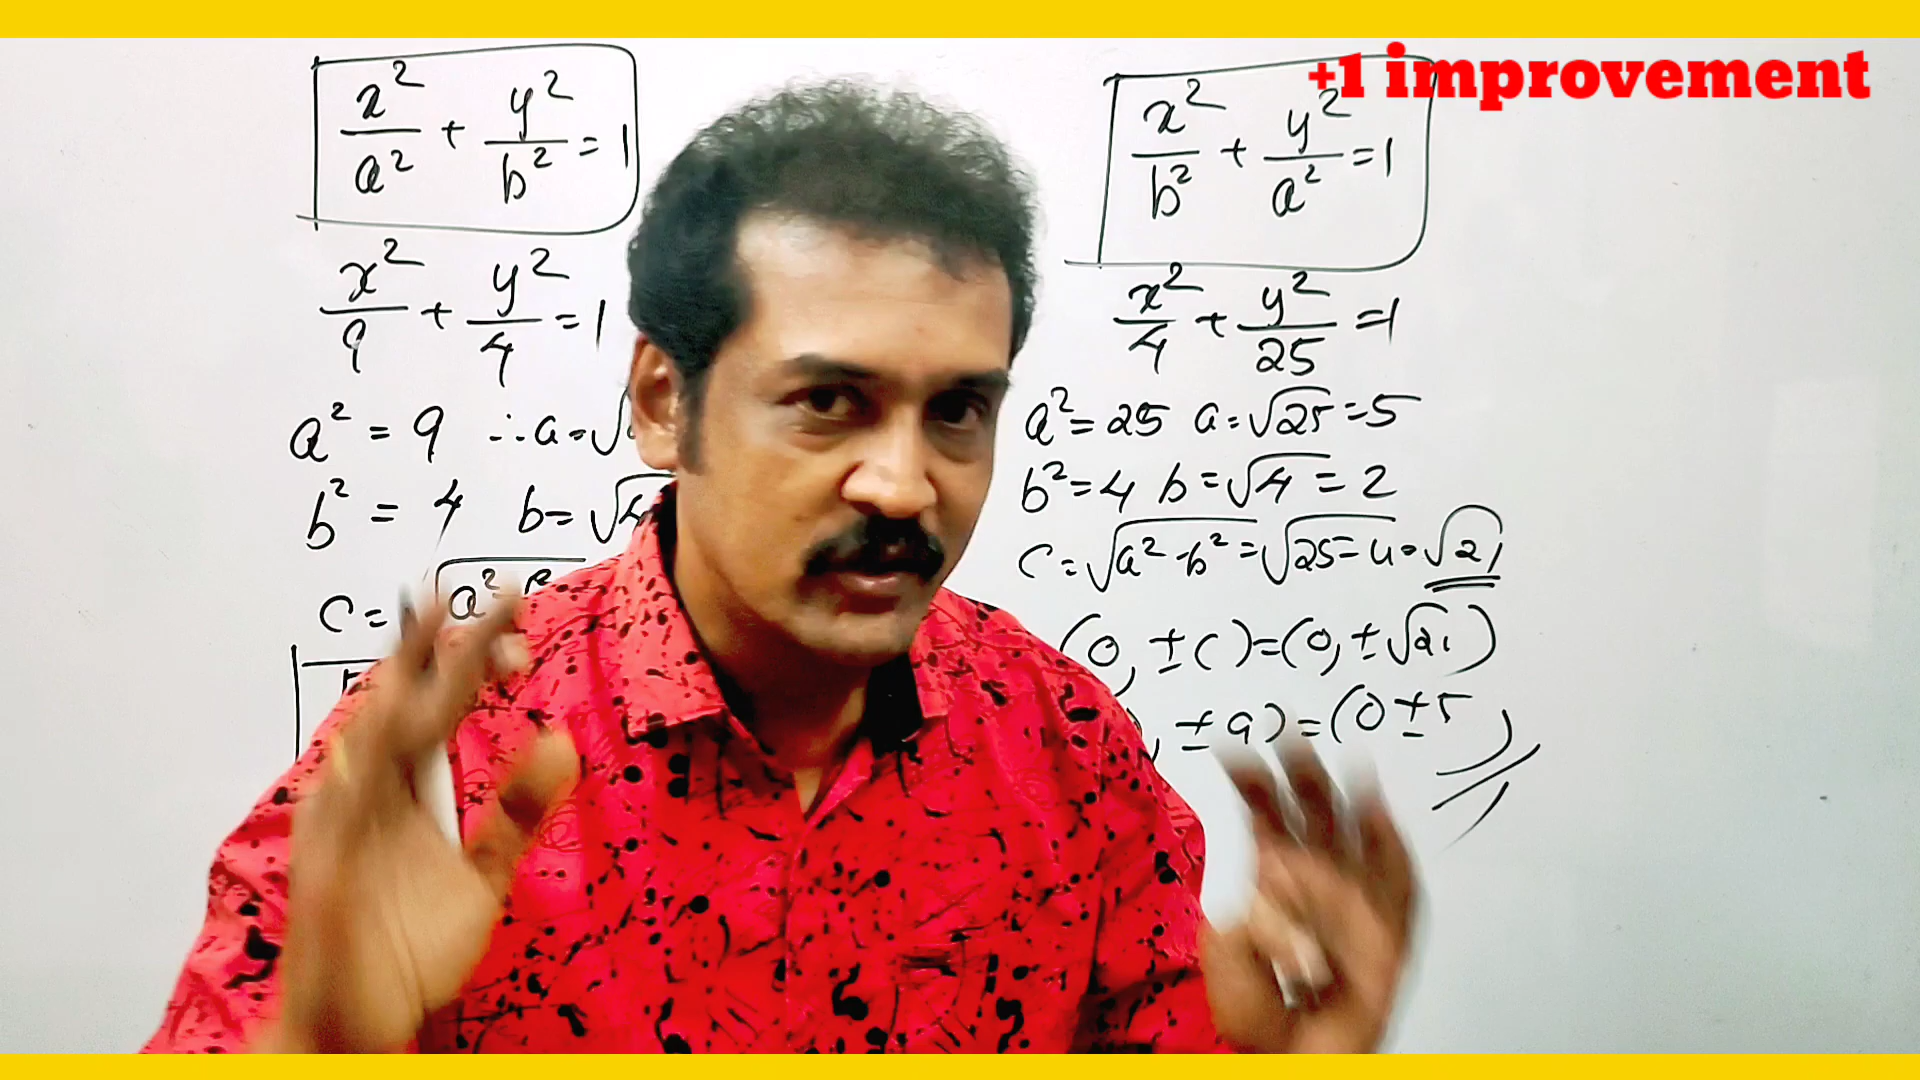 +1 improvement
x²/a² + y²/b² = 1
x²/9 + y²/4 = 1
a² = 9 ∴ a = √
b² = 4 b = √4
c = √a²
x²/b² + y²/a² = 1
x²/4 + y²/25 = 1
a² = 25 a = √25 = 5
b² = 4 b = √4 = 2
c = √a² - b² = √25 = 4 = √21
(0, ± c) = (0, ± √21)
, ± a) = (0 ± 5)